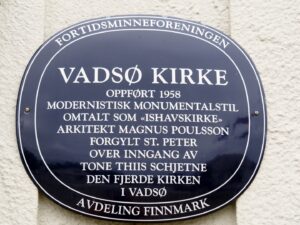 FORTIDSMINNEFORENINGEN
VADSØ KIRKE
OPPFØRT 1958
MODERNISTISK MONUMENTALSTIL
OMTALT SOM «ISHAVSKIRKE»
ARKITEKT MAGNUS POULSSON
FORGYLT ST. PETER
OVER INNGANG AV
TONE THIIS SCHJETNE
DEN FJERDE KIRKEN
I VADSØ
AVDELING FINNMARK